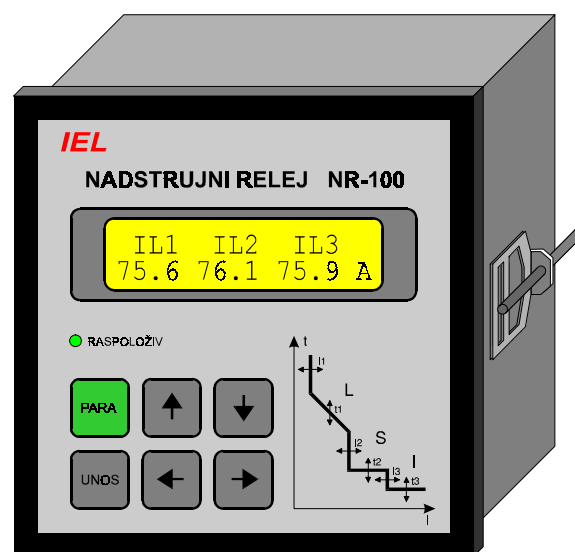 IEL
NADSTRUJNI RELEJ NR-100
IL1 IL2 IL3
75.6 76.1 75.9 A
RASPOLOŽIV
PARA
UNOS
t
I1
L
t1
I2
S
t2
I3
I
t3
I